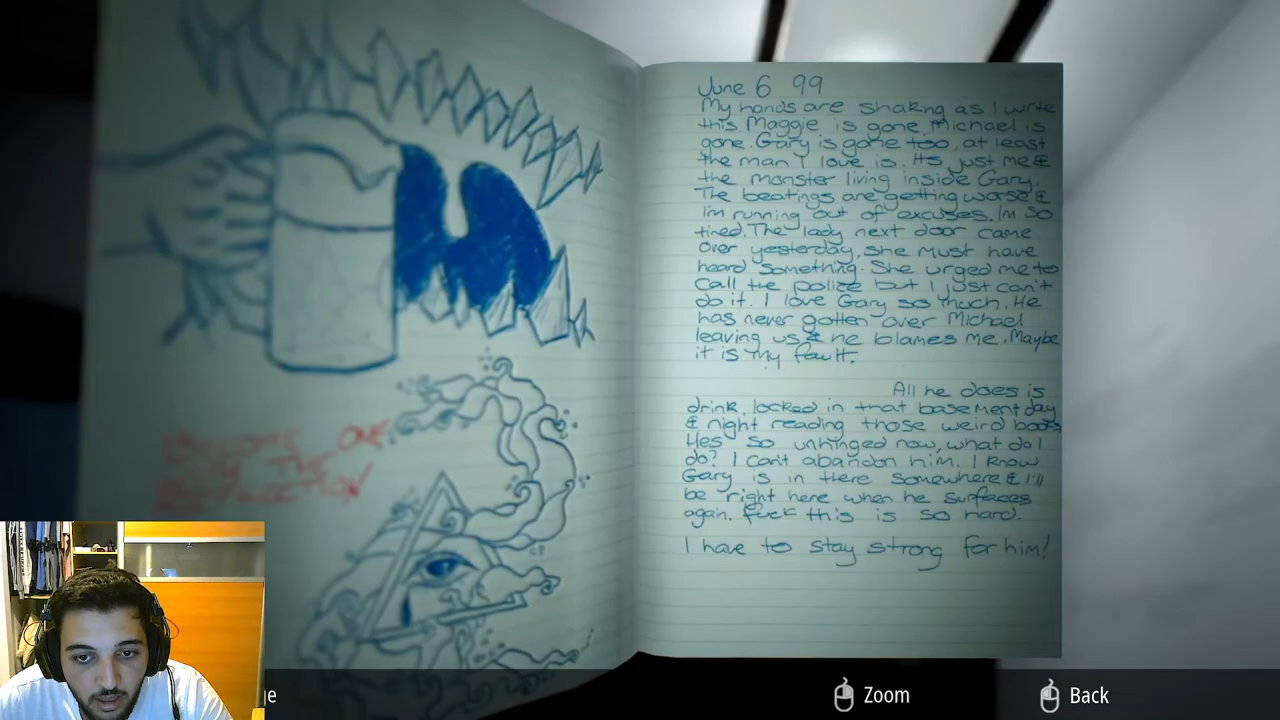 June 6 99
My hands are shaking as I write
this. Maggie is gone, Michael is
gone. Gary is gone too, at least
the man I love is. Its just me &
the monster living inside Gary.
The beatings are getting worse &
Im running out of excuses. Im so
tired. The lady next door came
over yesterday, she must have
heard something. She urged me to
call the police but I just can't
do it. I love Gary so much. He
has never gotten over Michael
leaving us & he blames me. Maybe
it is my fault.
All he does is
drink, locked in that basement day
& night reading those weird books
Hes so unhinged now, what do I
do? I cant abandon him. I know
Gary is in there somewhere & I'll
be right here when he surfaces
again. Fuck this is so hard.
I have to stay strong for him!
ONE
THE
ge
Zoom
Back